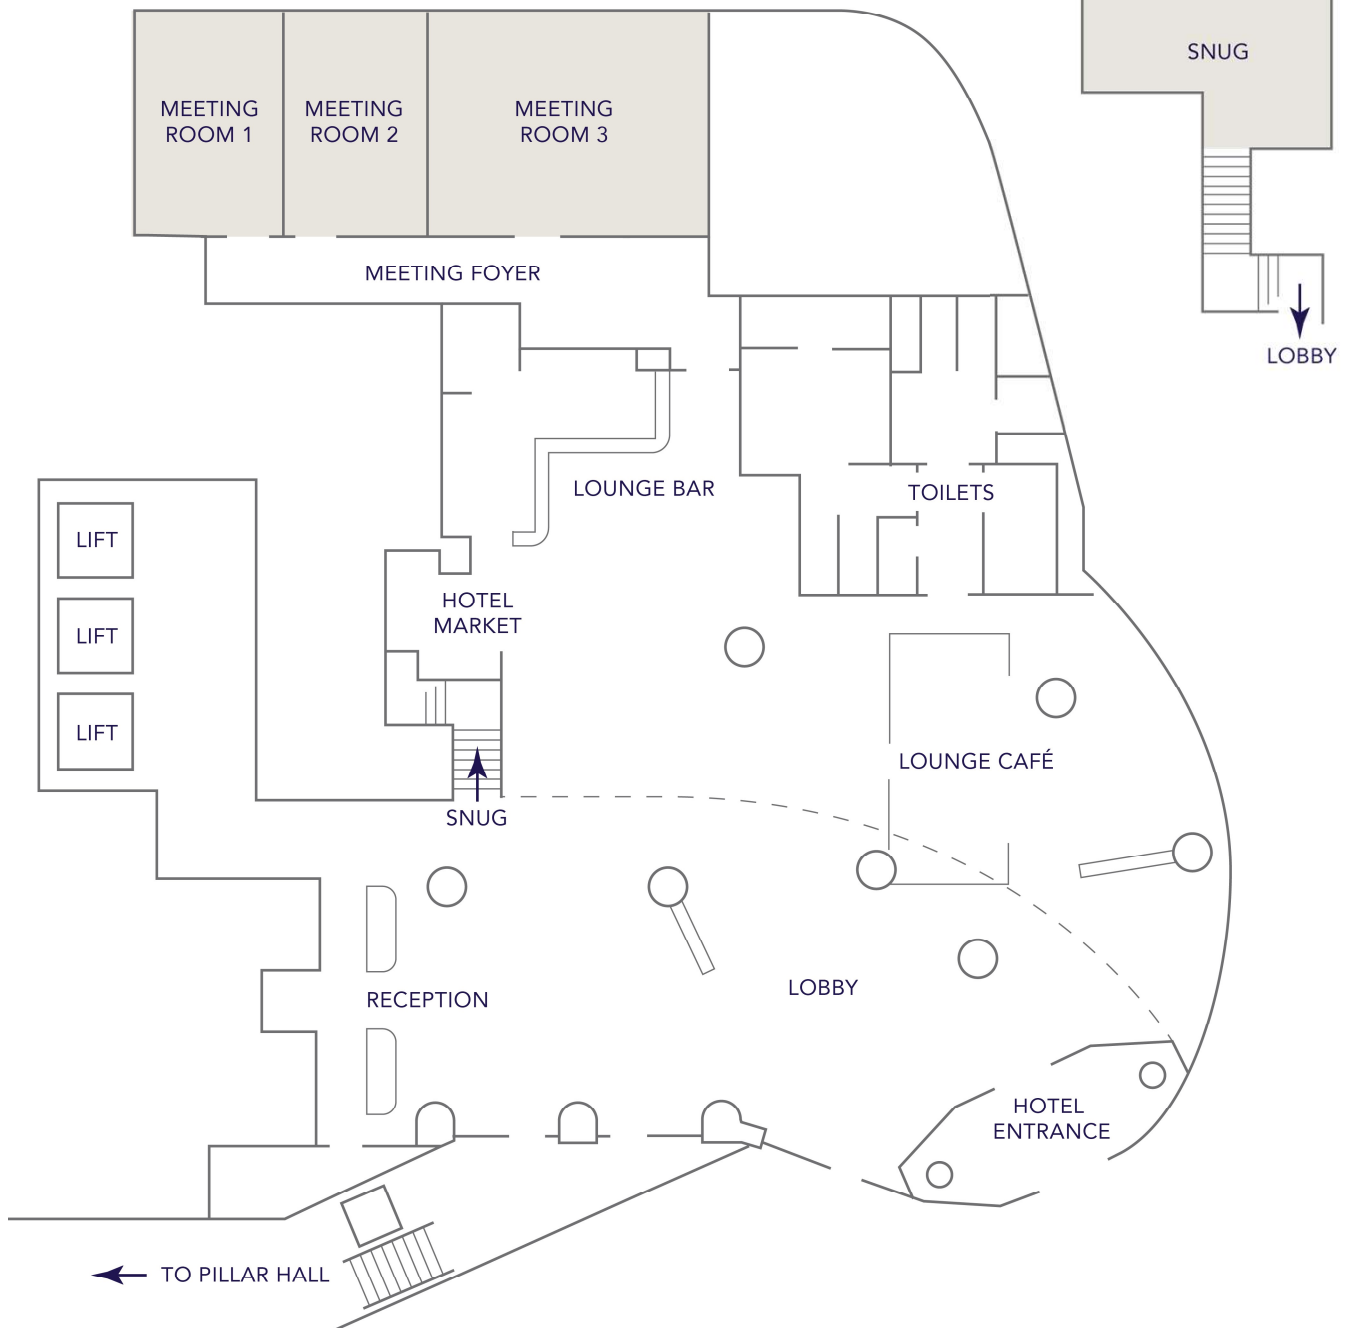 SNUG
MEETING
ROOM 1
MEETING
ROOM 2
MEETING
ROOM 3
MEETING FOYER
LOBBY
LOUNGE BAR
TOILETS
LIFT
HOTEL
MARKET
LIFT
LIFT
LOUNGE CAFÉ
SNUG
RECEPTION
LOBBY
HOTEL
ENTRANCE
TO PILLAR HALL